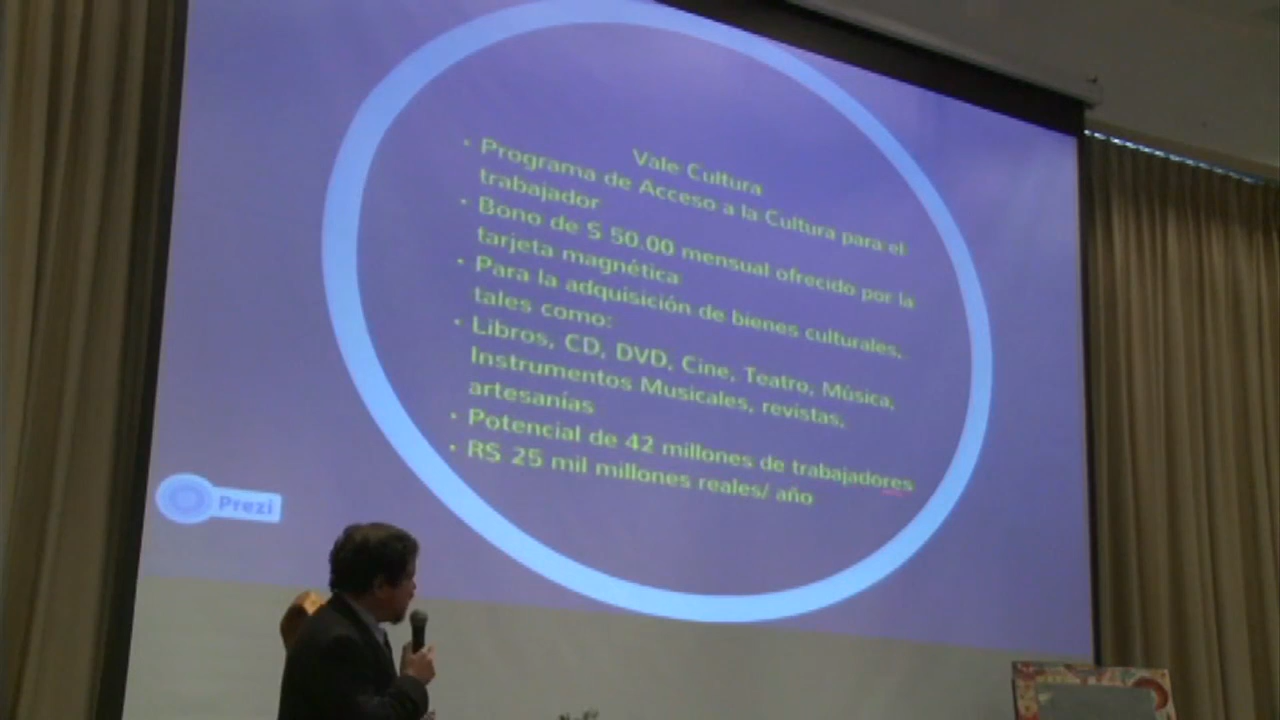 Vale Cultura
• Programa de Acceso a la Cultura para el
trabajador
• Bono de $ 50.00 mensual ofrecido por la
tarjeta magnética
• Para la adquisición de bienes culturales,
tales como:
• Libros, CD, DVD, Cine, Teatro, Música,
Instrumentos Musicales, revistas,
artesanías
• Potencial de 42 millones de trabajadores
• R$ 25 mil millones reales/ año
Prezi